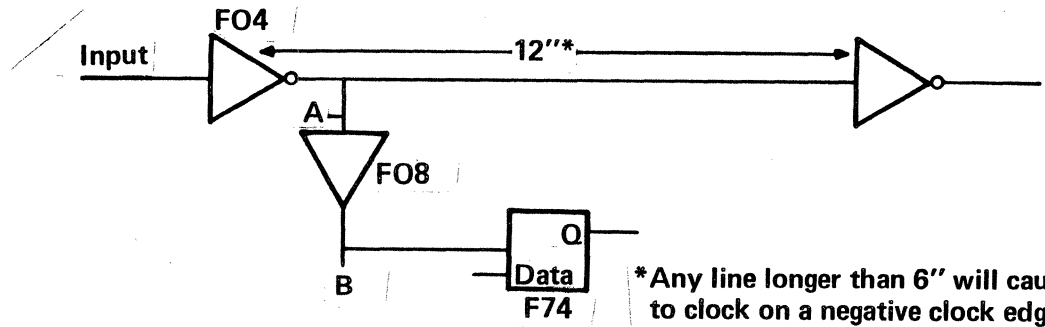 FO4
Input
12"*
A
FO8
Q
Data
B
F74
*Any line longer than 6" will cau
to clock on a negative clock edg